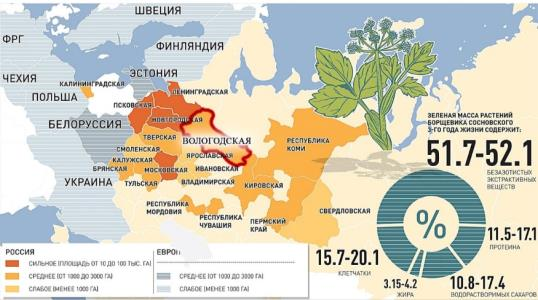 ШВЕЦИЯ
ФРГ
ФИНЛЯНДИЯ
ЧЕХИЯ
ЭСТОНИЯ
КАЛИНИНГРАДСКАЯ
ЛЕНИНГРАДСКАЯ
ПОЛЬША
ПСКОВСКАЯ
НОВГОРОДСКАЯ
БЕЛОРУССИЯ
ТВЕРСКАЯ
ВОЛОГОДСКАЯ
РЕСПУБЛИКА
КОМИ
СМОЛЕНСКАЯ
ЯРОСЛАВСКАЯ
КАЛУЖСКАЯ
БРЯНСКАЯ
МОСКОВСКАЯ
ИВАНОВСКАЯ
УКРАИНА
ТУЛЬСКАЯ
ВЛАДИМИРСКАЯ
КИРОВСКАЯ
РЕСПУБЛИКА
МОРДОВИЯ
РЕСПУБЛИКА
ЧУВАШИЯ
ПЕРМСКИЙ
КРАЙ
СВЕРДЛОВСКАЯ
ЗЕЛЕНАЯ МАССА РАСТЕНИЙ
БОРЩЕВИКА СОСНОВСКОГО
3-ГО ГОДА ЖИЗНИ СОДЕРЖИТ:
51.7-52.1
БЕЗАЗОТИСТЫХ
ЭКСТРАКТИВНЫХ
ВЕЩЕСТВ
%
11.5-17.1
ПРОТЕИНА
15.7-20.1
КЛЕТЧАТКИ
3.15-4.2
ЖИРА
10.8-17.4
ВОДОРАСТВОРИМЫХ САХАРОВ
РОССИЯ
СИЛЬНОЕ (ПЛОЩАДЬ ОТ 10 ДО 100 ТЫС. ГА)
СРЕДНЕЕ (ОТ 1000 ДО 3000 ГА)
СЛАБОЕ (МЕНЕЕ 1000 ГА)
ЕВРОП
СРЕДНЕЕ (ОТ 1000 ДО 3000 ГА)
СЛАБОЕ (МЕНЕЕ 1000 ГА)